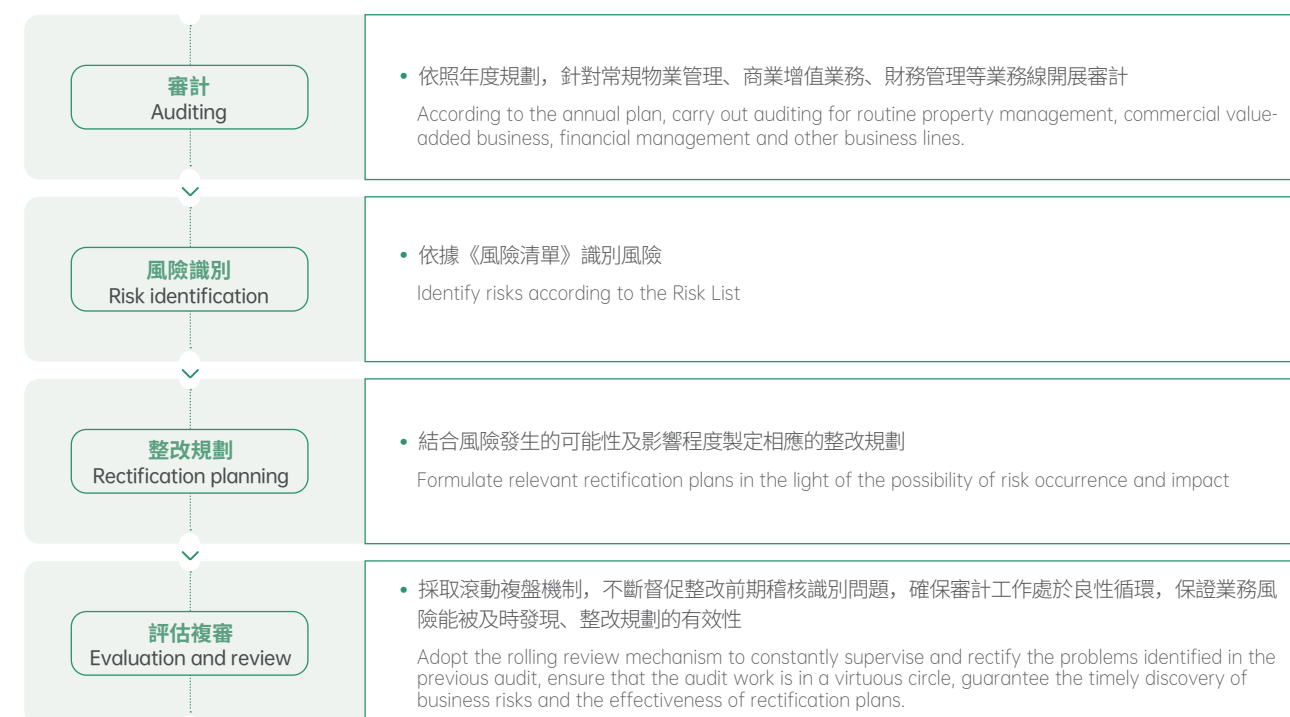 審計
Auditing
• 依照年度規劃，針對常規物業管理、商業增值業務、財務管理等業務線開展審計
According to the annual plan, carry out auditing for routine property management, commercial value-
added business, financial management and other business lines.
風險識別
Risk identification
• 依據《風險清單》識別風險
Identify risks according to the Risk List
整改規劃
Rectification planning
• 結合風險發生的可能性及影響程度製定相應的整改規劃
Formulate relevant rectification plans in the light of the possibility of risk occurrence and impact
評估複審
Evaluation and review
• 採取滾動複盤機制，不斷督促整改前期稽核識別問題，確保審計工作處於良性循環，保證業務風
險能被及時發現、整改規劃的有效性
Adopt the rolling review mechanism to constantly supervise and rectify the problems identified in the
previous audit, ensure that the audit work is in a virtuous circle, guarantee the timely discovery of
business risks and the effectiveness of rectification plans.